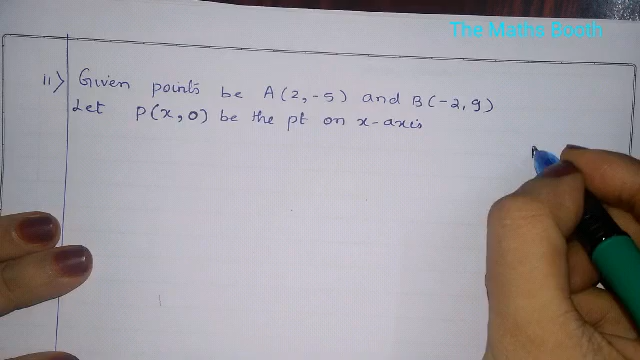 The Maths Booth
11) Given points be A(2,-5) and B(-2,9)
Let P(x,0) be the pt on x-axis